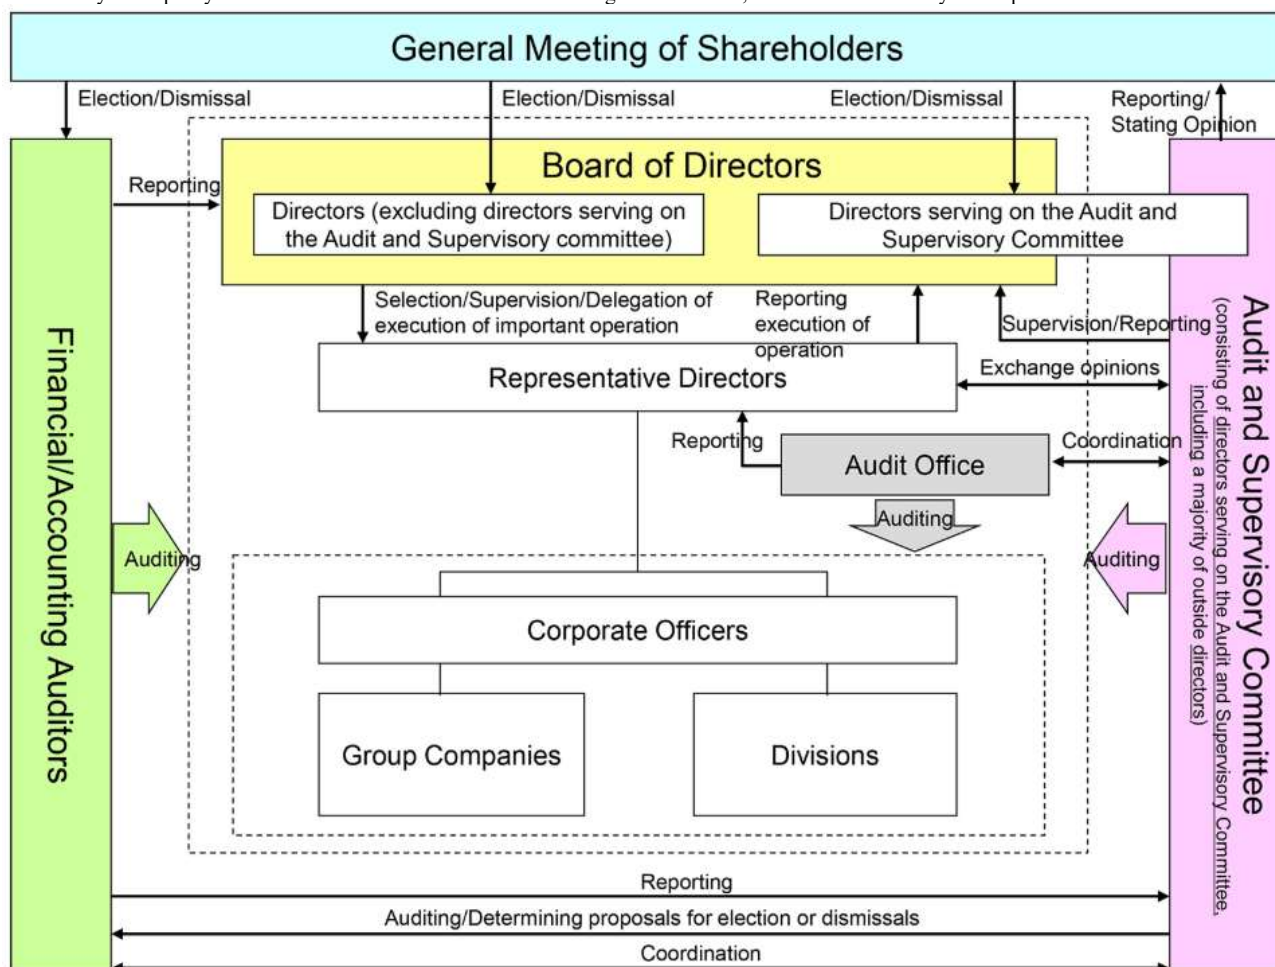 General Meeting of Shareholders
Election/Dismissal
Election/Dismissal
Election/Dismissal
Reporting/
Stating Opinion
Board of Directors
Reporting
Directors (excluding directors serving on
the Audit and Supervisory committee)
Directors serving on the Audit and
Supervisory Committee
Selection/Supervision/Delegation of
execution of important operation
Reporting
execution of
operation
Supervision/Reporting
Representative Directors
Exchange opinions
Reporting
Audit Office
Coordination
Auditing
Auditing
Auditing
Financial/Accounting Auditors
Audit and Supervisory Committee
(consisting of directors serving on the Audit and Supervisory Committee,
including a majority of outside directors)
Corporate Officers
Group Companies
Divisions
Reporting
Auditing/Determining proposals for election or dismissals
Coordination